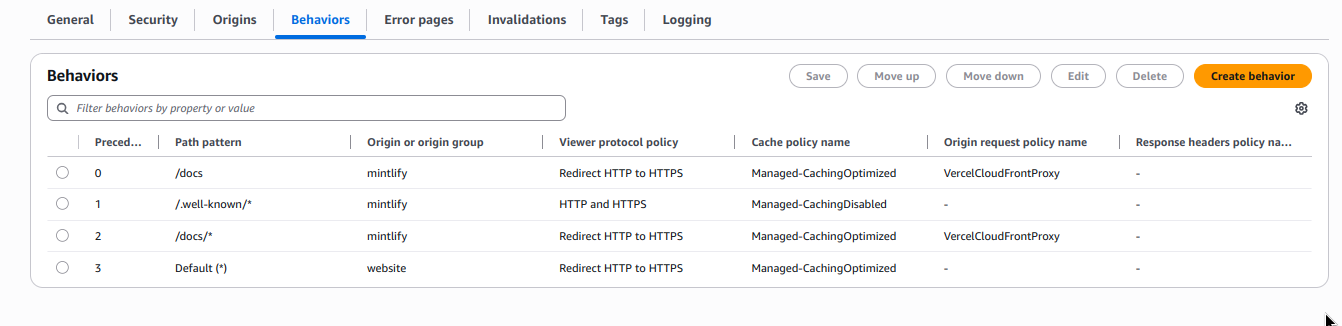 General Security Origins Behaviors Error pages Invalidations Tags Logging
Behaviors Save Move up Move down Edit Delete Create behavior
Filter behaviors by property or value
Preced... Path pattern Origin or origin group Viewer protocol policy Cache policy name Origin request policy name Response headers policy na...
0 /docs mintlify Redirect HTTP to HTTPS Managed-CachingOptimized VercelCloudFrontProxy -
1 /.well-known/* mintlify HTTP and HTTPS Managed-CachingDisabled - -
2 /docs/* mintlify Redirect HTTP to HTTPS Managed-CachingOptimized VercelCloudFrontProxy -
3 Default (*) website Redirect HTTP to HTTPS Managed-CachingOptimized - -